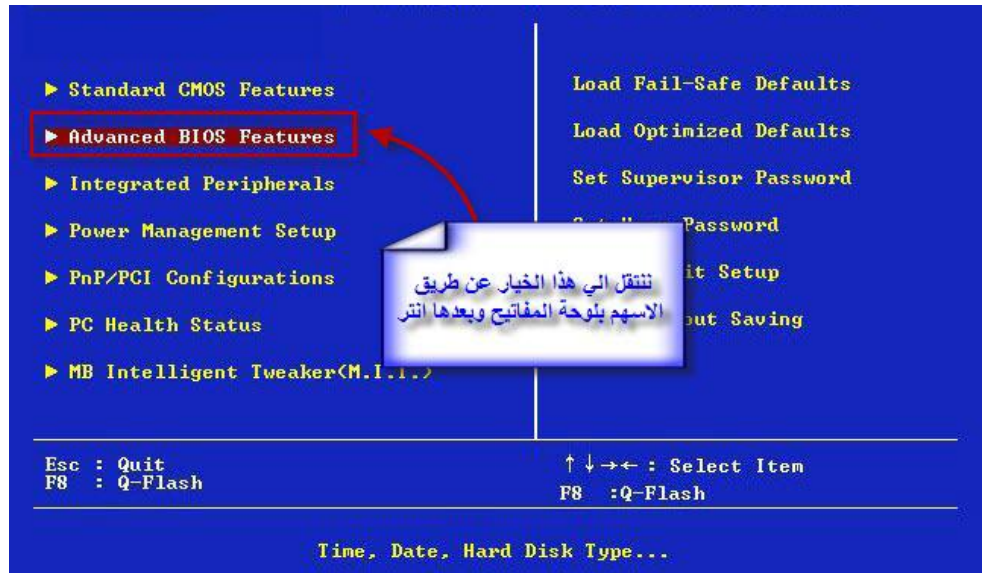 ► Standard CMOS Features
► Advanced BIOS Features
► Integrated Peripherals
► Power Management Setup
► PnP/PCI Configurations
► PC Health Status
► MB Intelligent Tweaker(M.I.T.)
Load Fail-Safe Defaults
Load Optimized Defaults
Set Supervisor Password
Password
it Setup
out Saving
ننتقل الي هذا الخيار عن طريق
الاسهم بلوحة المفاتيح وبعدها انتر
Esc : Quit
F8 : Q-Flash
↑↓→← : Select Item
F8 :Q-Flash
Time, Date, Hard Disk Type...